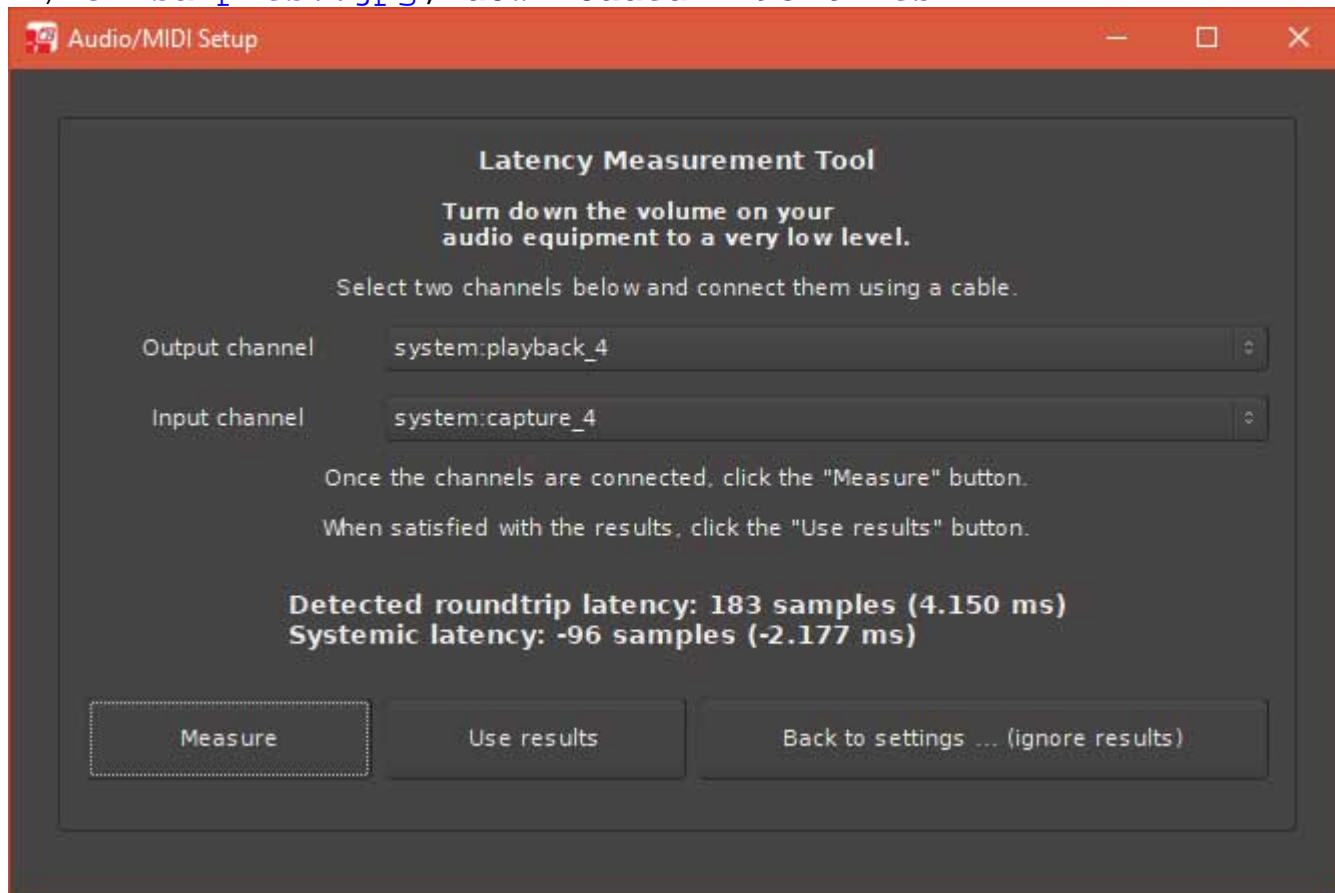 Audio/MIDI Setup
Latency Measurement Tool
Turn down the volume on your
audio equipment to a very low level.
Select two channels below and connect them using a cable.
Output channel system:playback_4
Input channel system:capture_4
Once the channels are connected, click the "Measure" button.
When satisfied with the results, click the "Use results" button.
Detected roundtrip latency: 183 samples (4.150 ms)
Systemic latency: -96 samples (-2.177 ms)
Measure Use results Back to settings ... (ignore results)